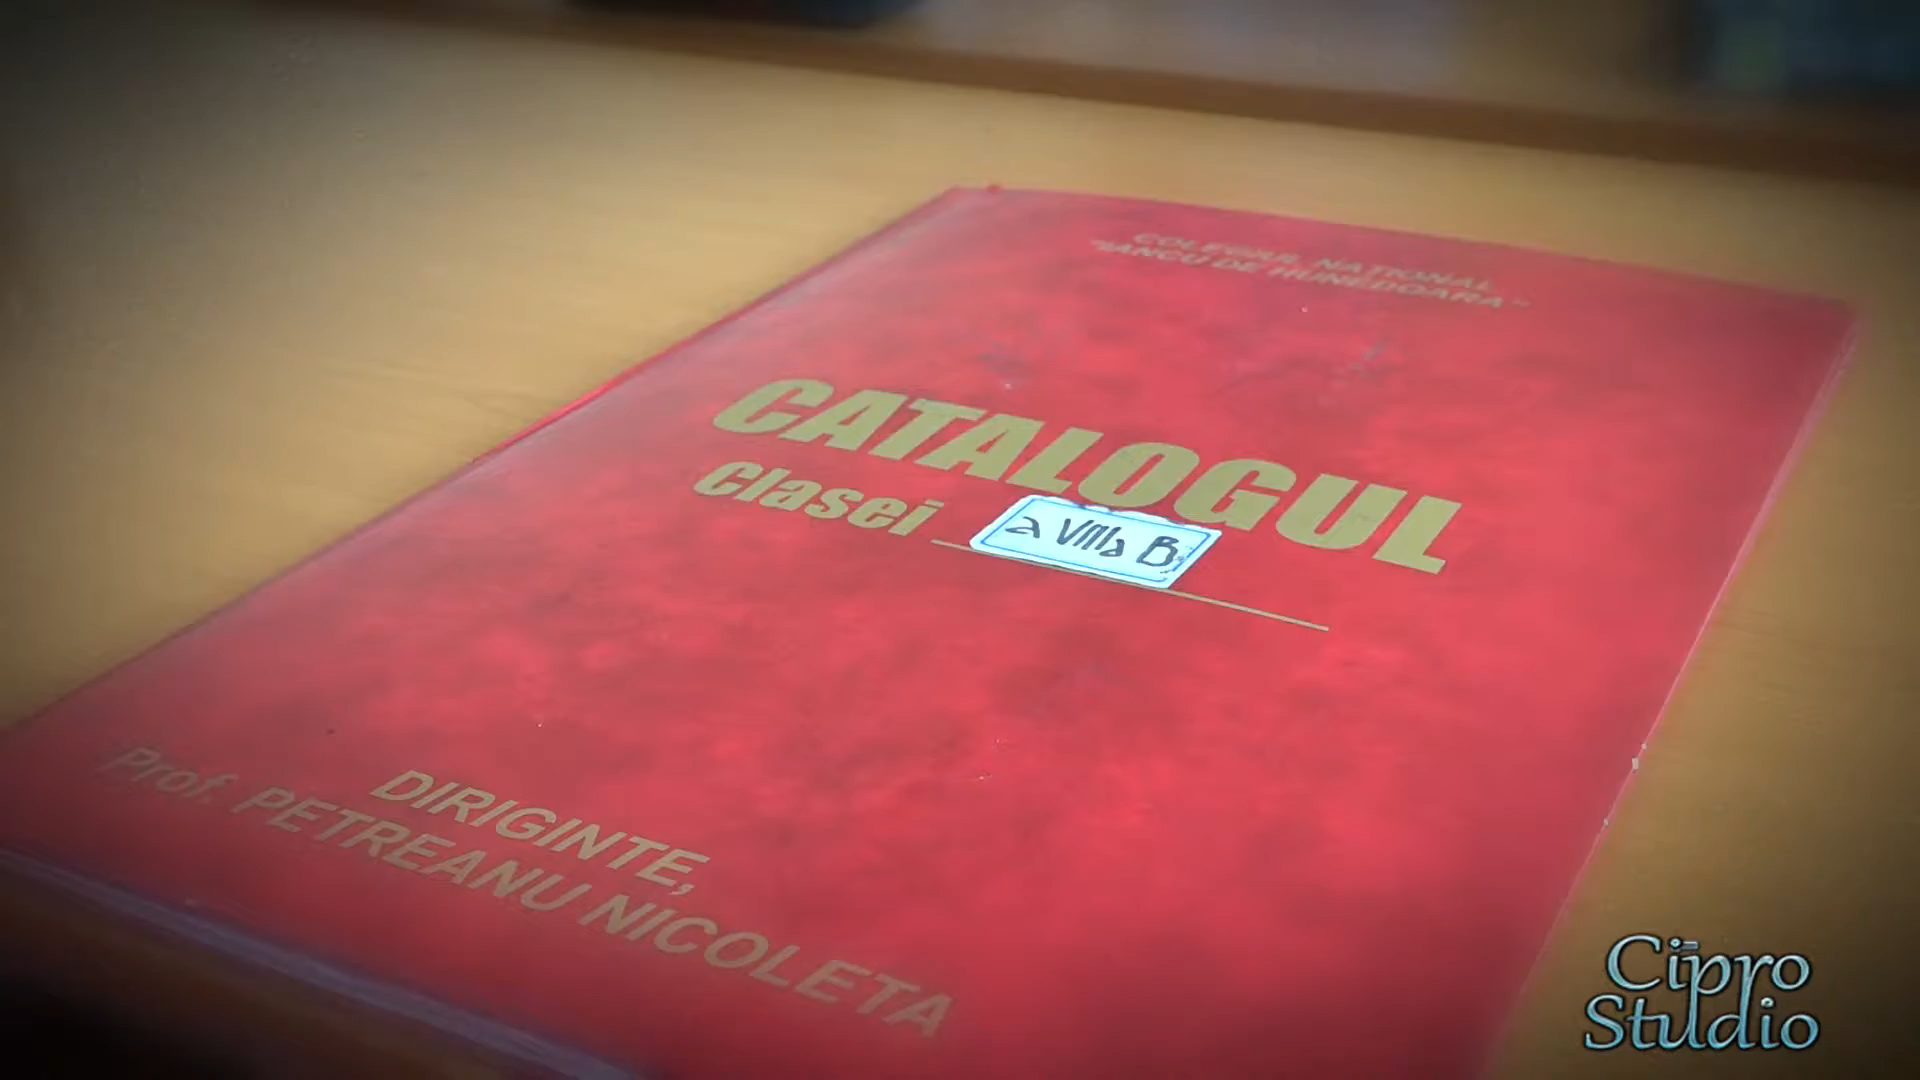 COLEGIUL NAȚIONAL
"IANCU DE HUNEDOARA"
CATALOGUL
Clasei a VIIIa B
DIRIGINTE,
Prof. PETREANU NICOLETA
Cipro
Studio